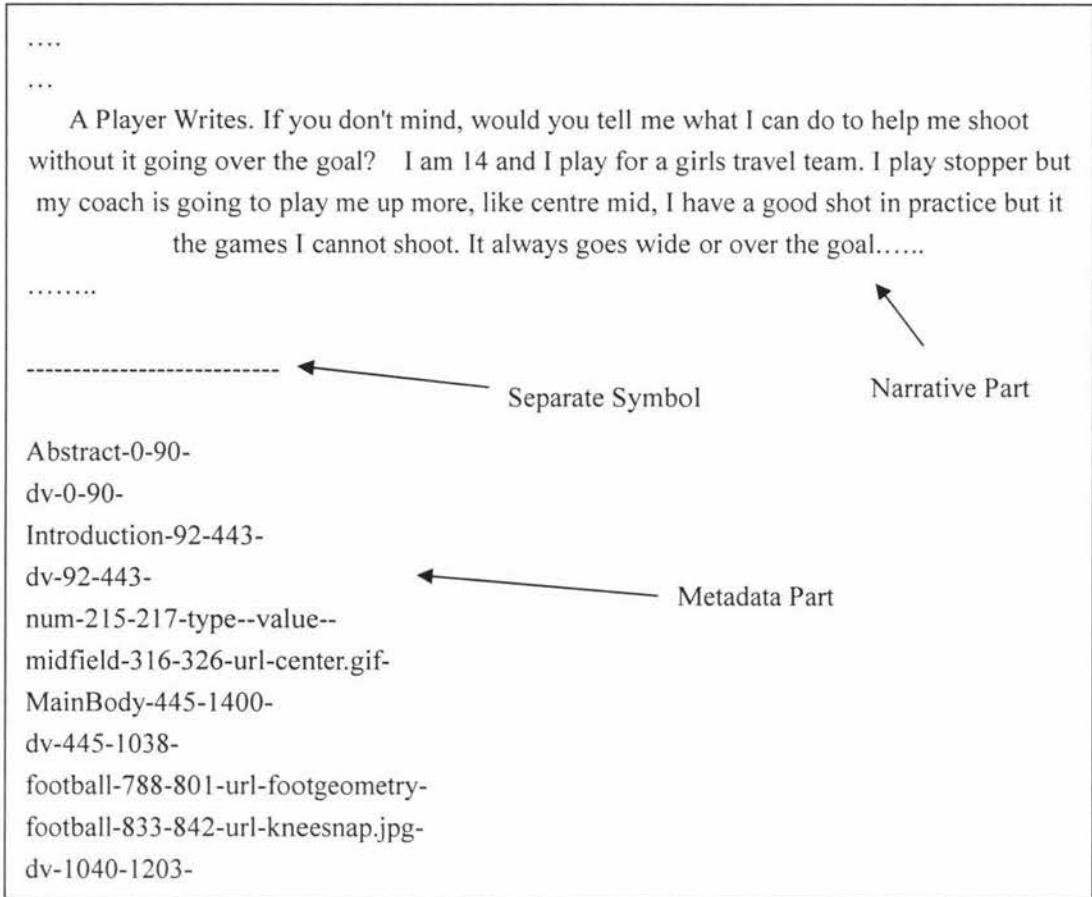 ....
...
A Player Writes. If you don't mind, would you tell me what I can do to help me shoot
without it going over the goal? I am 14 and I play for a girls travel team. I play stopper but
my coach is going to play me up more, like centre mid, I have a good shot in practice but it
the games I cannot shoot. It always goes wide or over the goal......
........
Narrative Part
---------------------------
Separate Symbol
Abstract-0-90-
dv-0-90-
Introduction-92-443-
dv-92-443-
Metadata Part
num-215-217-type--value--
midfield-316-326-url-center.gif-
MainBody-445-1400-
dv-445-1038-
football-788-801-url-footgeometry-
football-833-842-url-kneesnap.jpg-
dv-1040-1203-